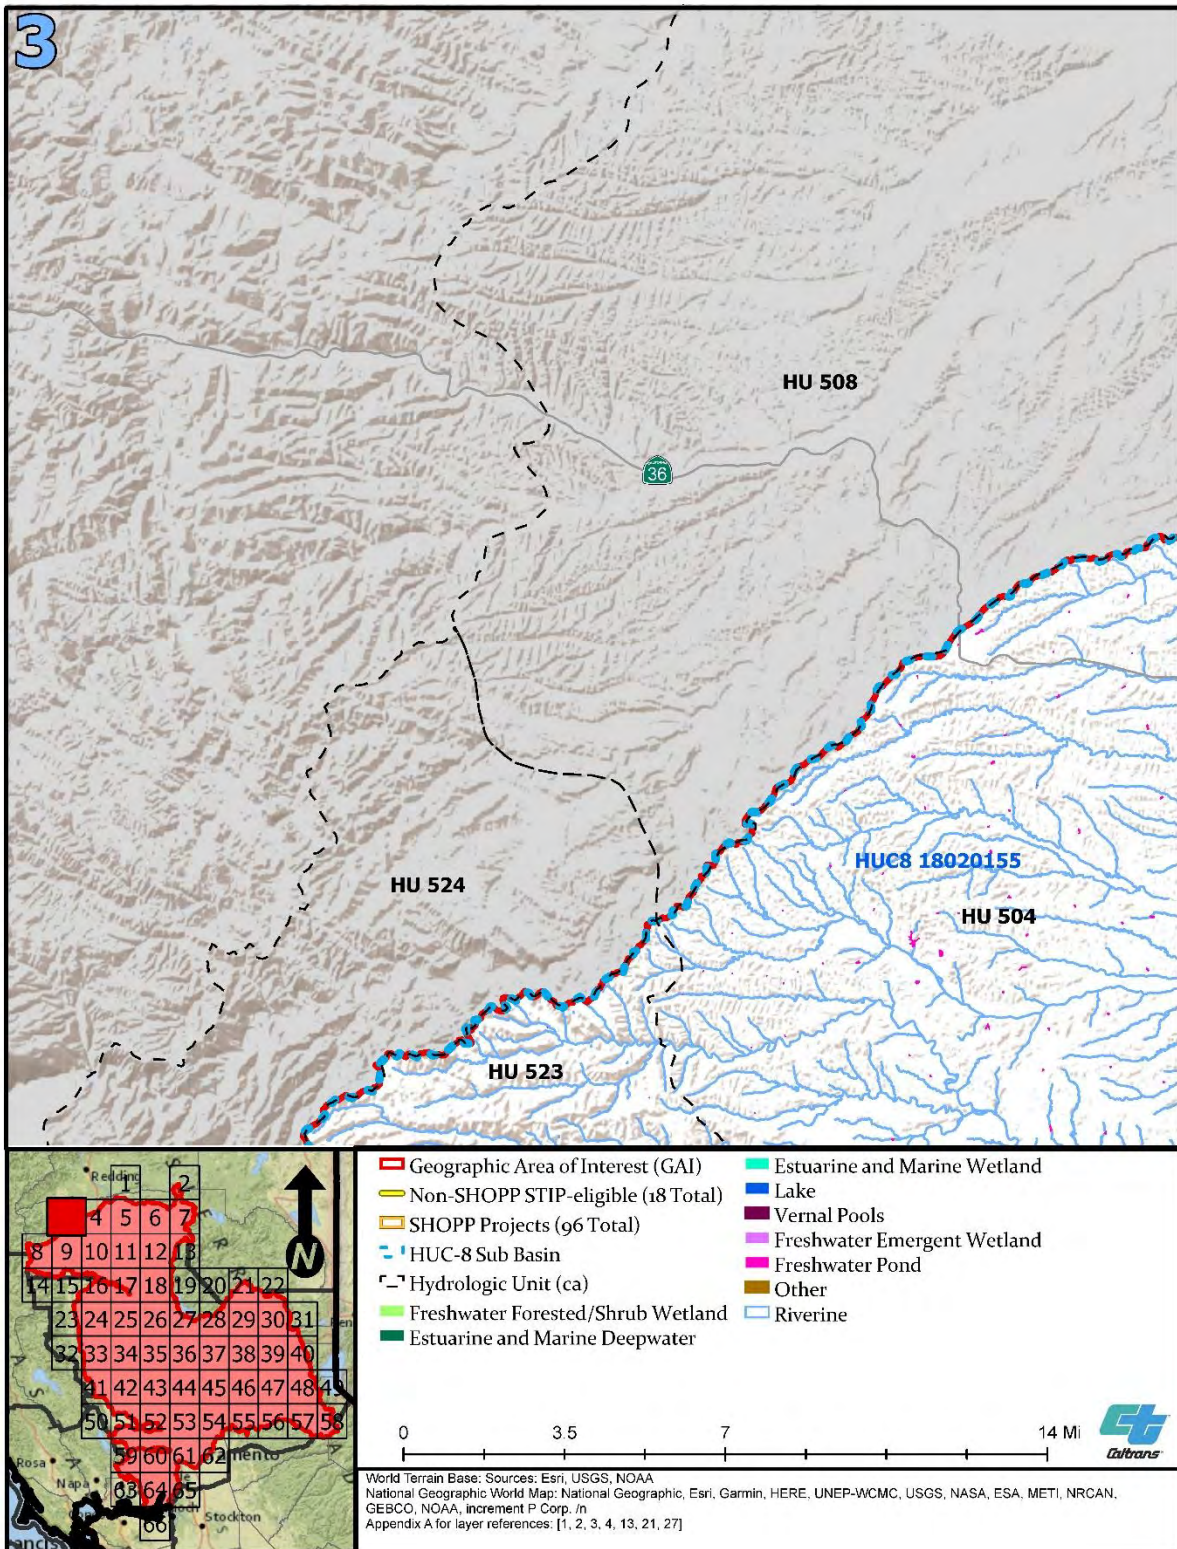 3
HU 508
36
HUC8 18020155
HU 504
HU 524
HU 523
Redding
1 2
4 5 6 7
8 9 10 11 12 13
14 15 16 17 18 19 20 21 22
23 24 25 26 27 28 29 30 31
32 33 34 35 36 37 38 39 40
41 42 43 44 45 46 47 48 49
50 51 52 53 54 55 56 57 58
59 60 61 62 mento
Rosa
Napa 63 64 65
66 Stockton
ancis
N
Geographic Area of Interest (GAI)
Non-SHOPP STIP-eligible (18 Total)
SHOPP Projects (96 Total)
HUC-8 Sub Basin
Hydrologic Unit (ca)
Freshwater Forested/Shrub Wetland
Estuarine and Marine Deepwater
Estuarine and Marine Wetland
Lake
Vernal Pools
Freshwater Emergent Wetland
Freshwater Pond
Other
Riverine
0 3.5 7 14 Mi
Caltrans
World Terrain Base: Sources: Esri, USGS, NOAA
National Geographic World Map: National Geographic, Esri, Garmin, HERE, UNEP-WCMC, USGS, NASA, ESA, METI, NRCAN,
GEBCO, NOAA, increment P Corp. /n
Appendix A for layer references: [1, 2, 3, 4, 13, 21, 27]